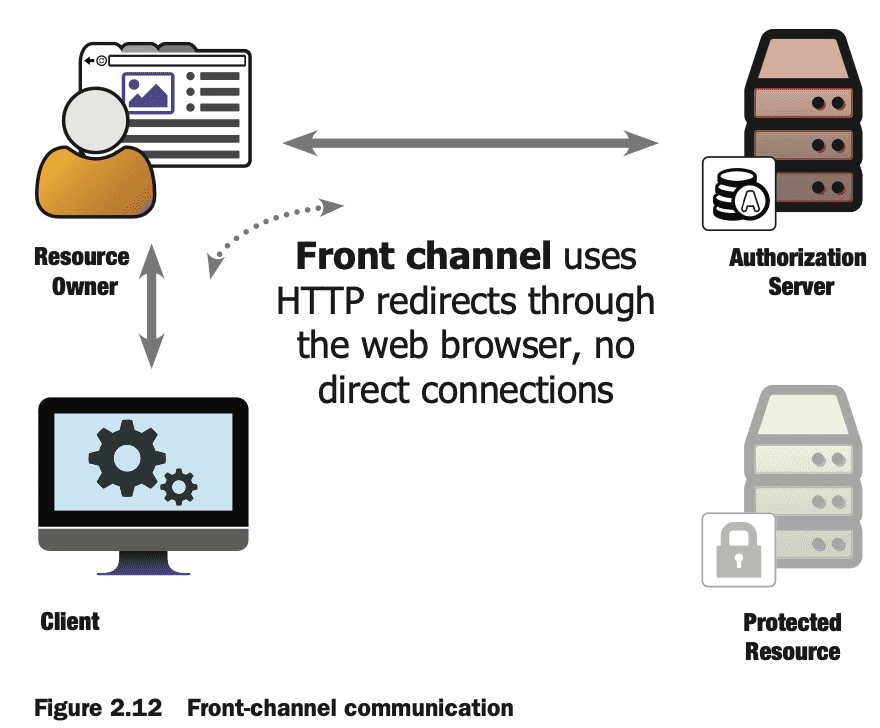 Resource
Owner
Authorization
Server
A
Front channel uses
HTTP redirects through
the web browser, no
direct connections
Client
Protected
Resource
Figure 2.12 Front-channel communication